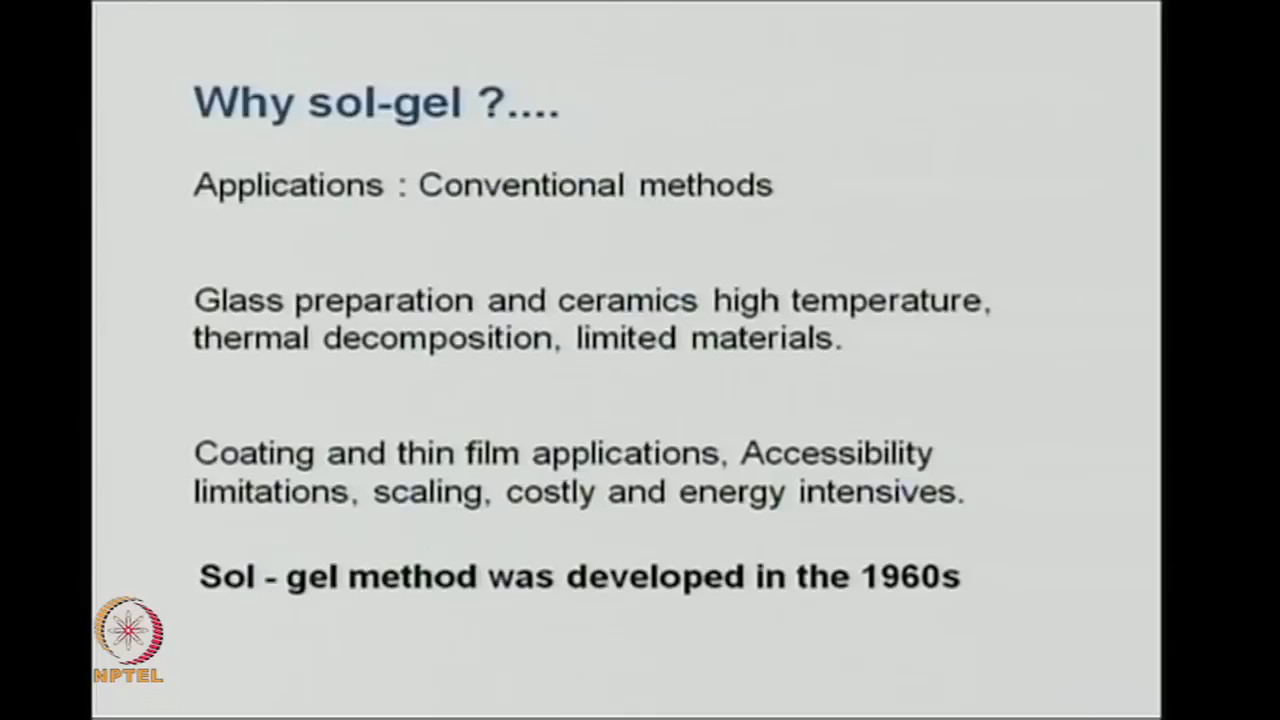 Why sol-gel ?....
Applications : Conventional methods
Glass preparation and ceramics high temperature,
thermal decomposition, limited materials.
Coating and thin film applications, Accessibility
limitations, scaling, costly and energy intensives.
Sol - gel method was developed in the 1960s
NPTEL